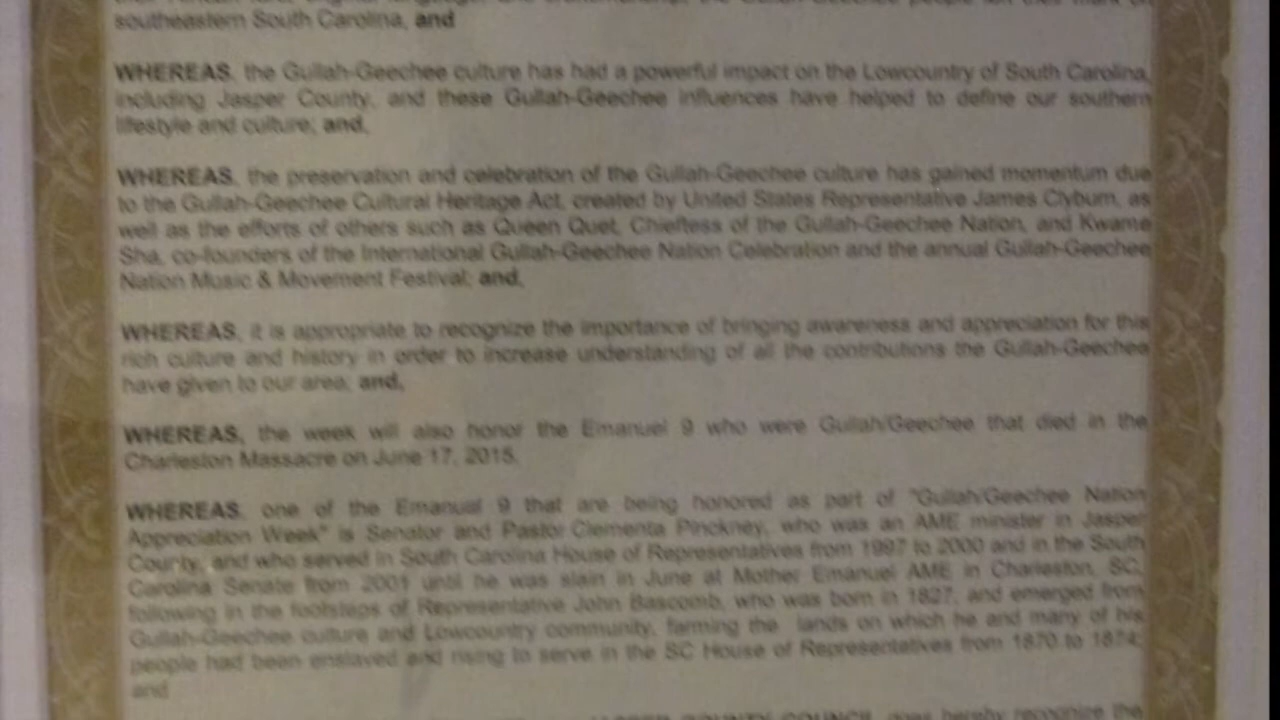 southeastern South Carolina, and
WHEREAS, the Gullah-Geechee culture has had a powerful impact on the Lowcountry of South Carolina,
including Jasper County, and these Gullah-Geechee influences have helped to define our southern
lifestyle and culture; and,
WHEREAS, the preservation and celebration of the Gullah-Geechee culture has gained momentum due
to the Gullah-Geechee Cultural Heritage Act, created by United States Representative James Clyburn, as
well as the efforts of others such as Queen Quet, Chieftess of the Gullah-Geechee Nation, and Kwame
Sha, co-founders of the International Gullah-Geechee Nation Celebration and the annual Gullah-Geechee
Nation Music & Movement Festival; and,
WHEREAS, it is appropriate to recognize the importance of bringing awareness and appreciation for this
rich culture and history in order to increase understanding of all the contributions the Gullah-Geechee
have given to our area; and,
WHEREAS, the week will also honor the Emanuel 9 who were Gullah/Geechee that died in the
Charleston Massacre on June 17, 2015,
WHEREAS, one of the Emanual 9 that are being honored as part of "Gullah/Geechee Nation
Appreciation Week" is Senator and Pastor Clementa Pinckney, who was an AME minister in Jasper
County, and who served in South Carolina House of Representatives from 1997 to 2000 and in the South
Carolina Senate from 2001 until he was slain in June at Mother Emanuel AME in Charleston, SC,
following in the footsteps of Representative John Bascomb, who was born in 1827, and emerged from
Gullah-Geechee culture and Lowcountry community, farming the lands on which he and many of his
people had been enslaved and rising to serve in the SC House of Representatives from 1870 to 1874;
and
COUNTY COUNCIL, does hereby recognize the